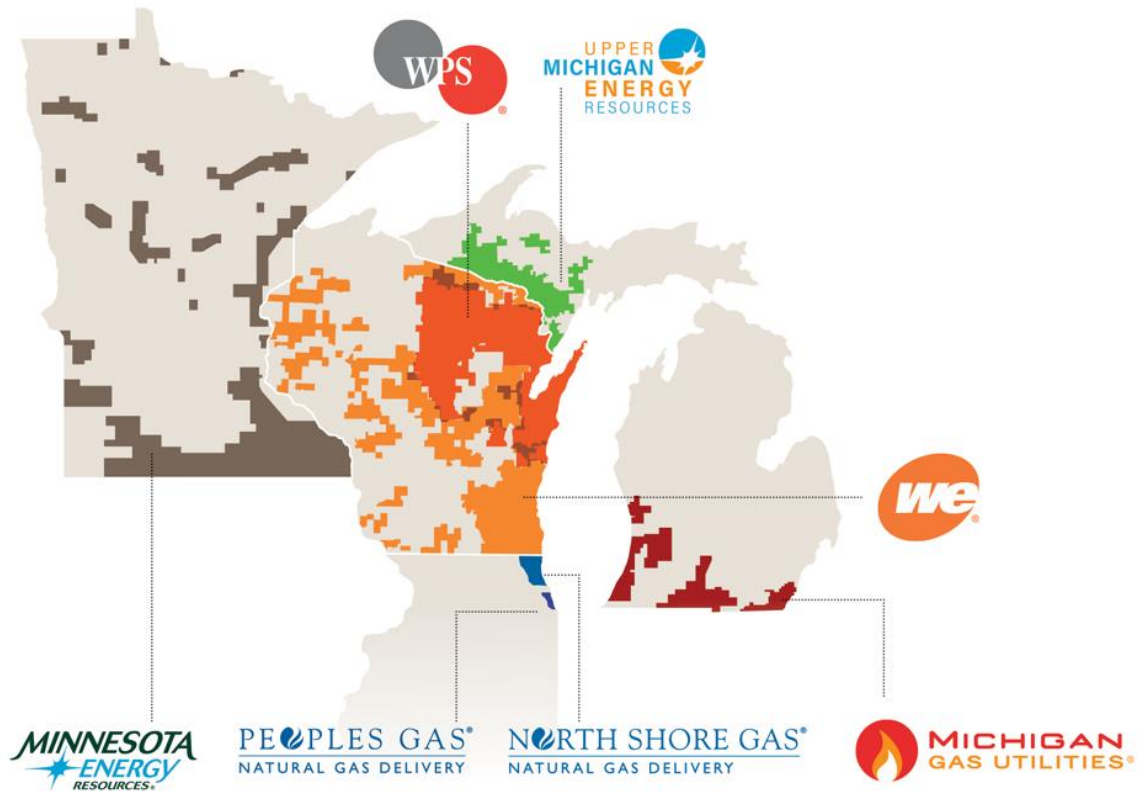 WPS®
UPPER
MICHIGAN
ENERGY
RESOURCES
we®
MINNESOTA
ENERGY
RESOURCES®
PEOPLES GAS®
NATURAL GAS DELIVERY
NORTH SHORE GAS®
NATURAL GAS DELIVERY
MICHIGAN
GAS UTILITIES®